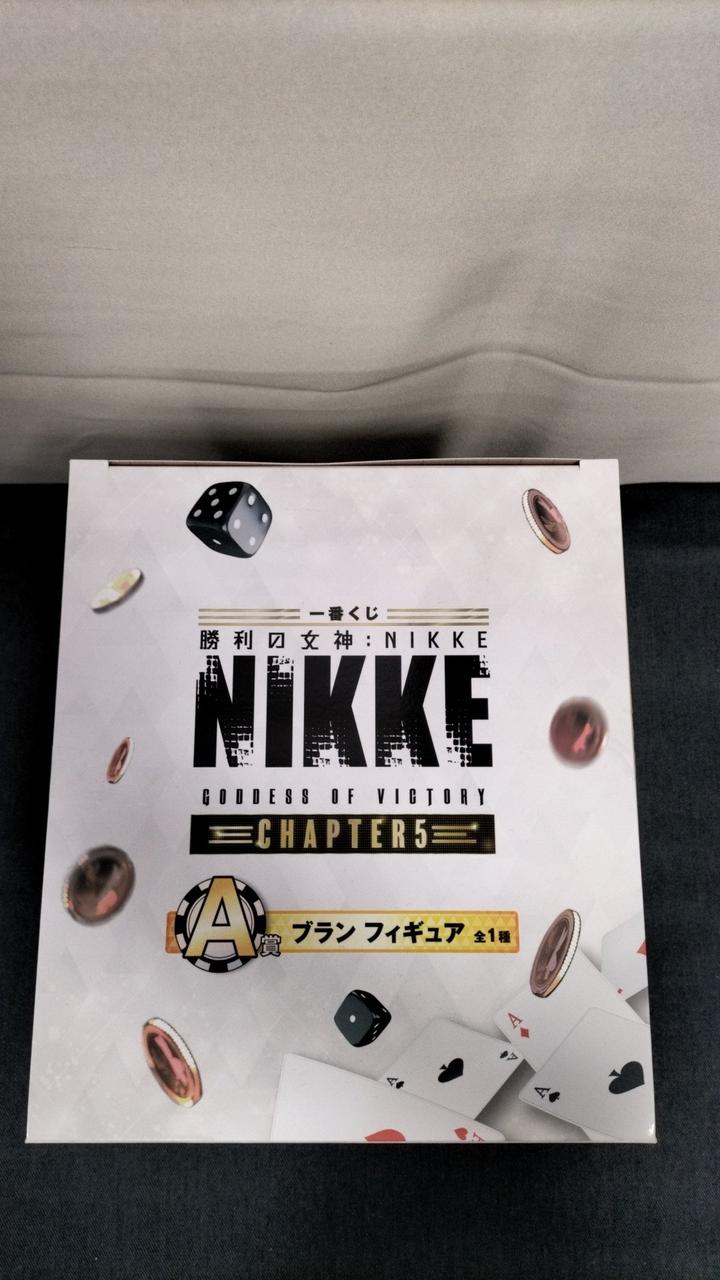 一番くじ
勝利の女神:NIKKE
NIKKE
GODDESS OF VICTORY
CHAPTER5
A賞 ブラン フィギュア 全1種
A
A
A
A